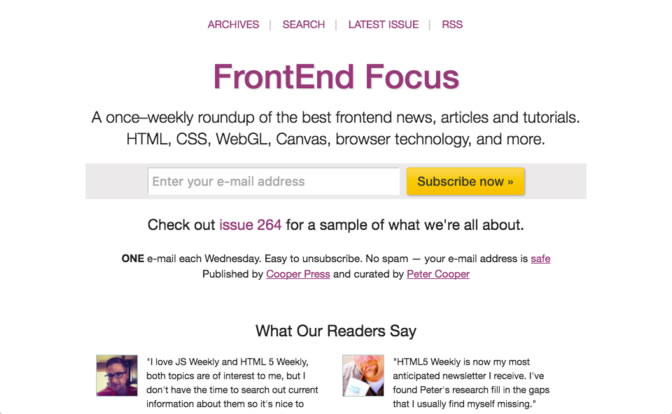 ARCHIVES | SEARCH | LATEST ISSUE | RSS
FrontEnd Focus
A once–weekly roundup of the best frontend news, articles and tutorials.
HTML, CSS, WebGL, Canvas, browser technology, and more.
Enter your e-mail address
Subscribe now »
Check out issue 264 for a sample of what we're all about.
ONE e-mail each Wednesday. Easy to unsubscribe. No spam — your e-mail address is safe
Published by Cooper Press and curated by Peter Cooper
What Our Readers Say
"I love JS Weekly and HTML 5 Weekly,
both topics are of interest to me, but I
don't have the time to search out current
information about them so it's nice to
"HTML5 Weekly is now my most
anticipated newsletter I receive. I've
found Peter's research fill in the gaps
that I usually find myself missing."